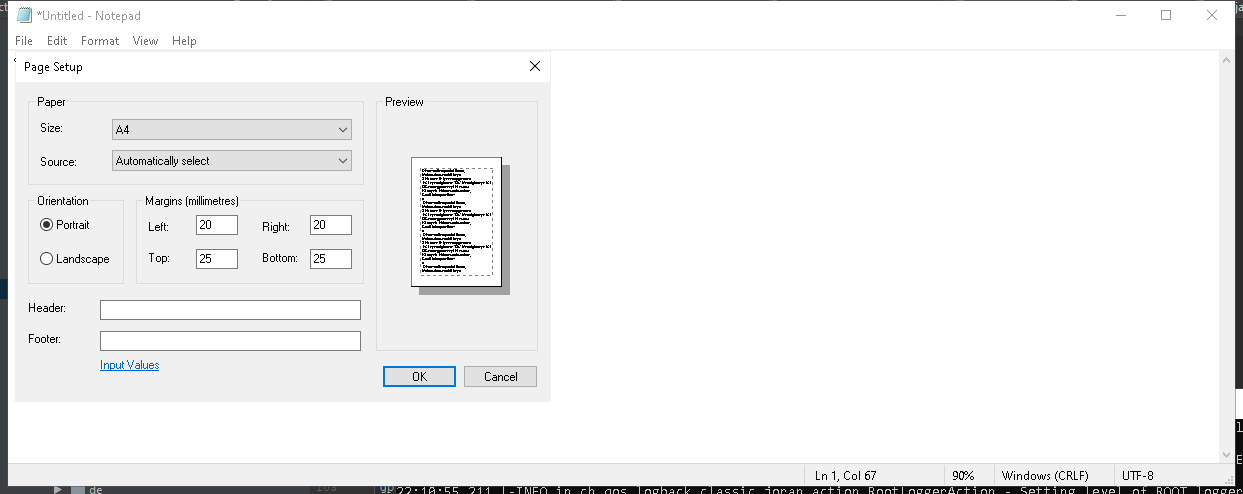 *Untitled - Notepad
File Edit Format View Help
Page Setup
Paper
Size: A4
Source: Automatically select
Orientation
Portrait
Landscape
Margins (millimetres)
Left: 20 Right: 20
Top: 25 Bottom: 25
Header:
Footer:
Input Values
Preview
OK Cancel
Ln 1, Col 67 90% Windows (CRLF) UTF-8
de
22:10:55,211 |-INFO in ch.qos.logback.classic.joran.action.RootLoggerAction - Setting level of ROOT logger